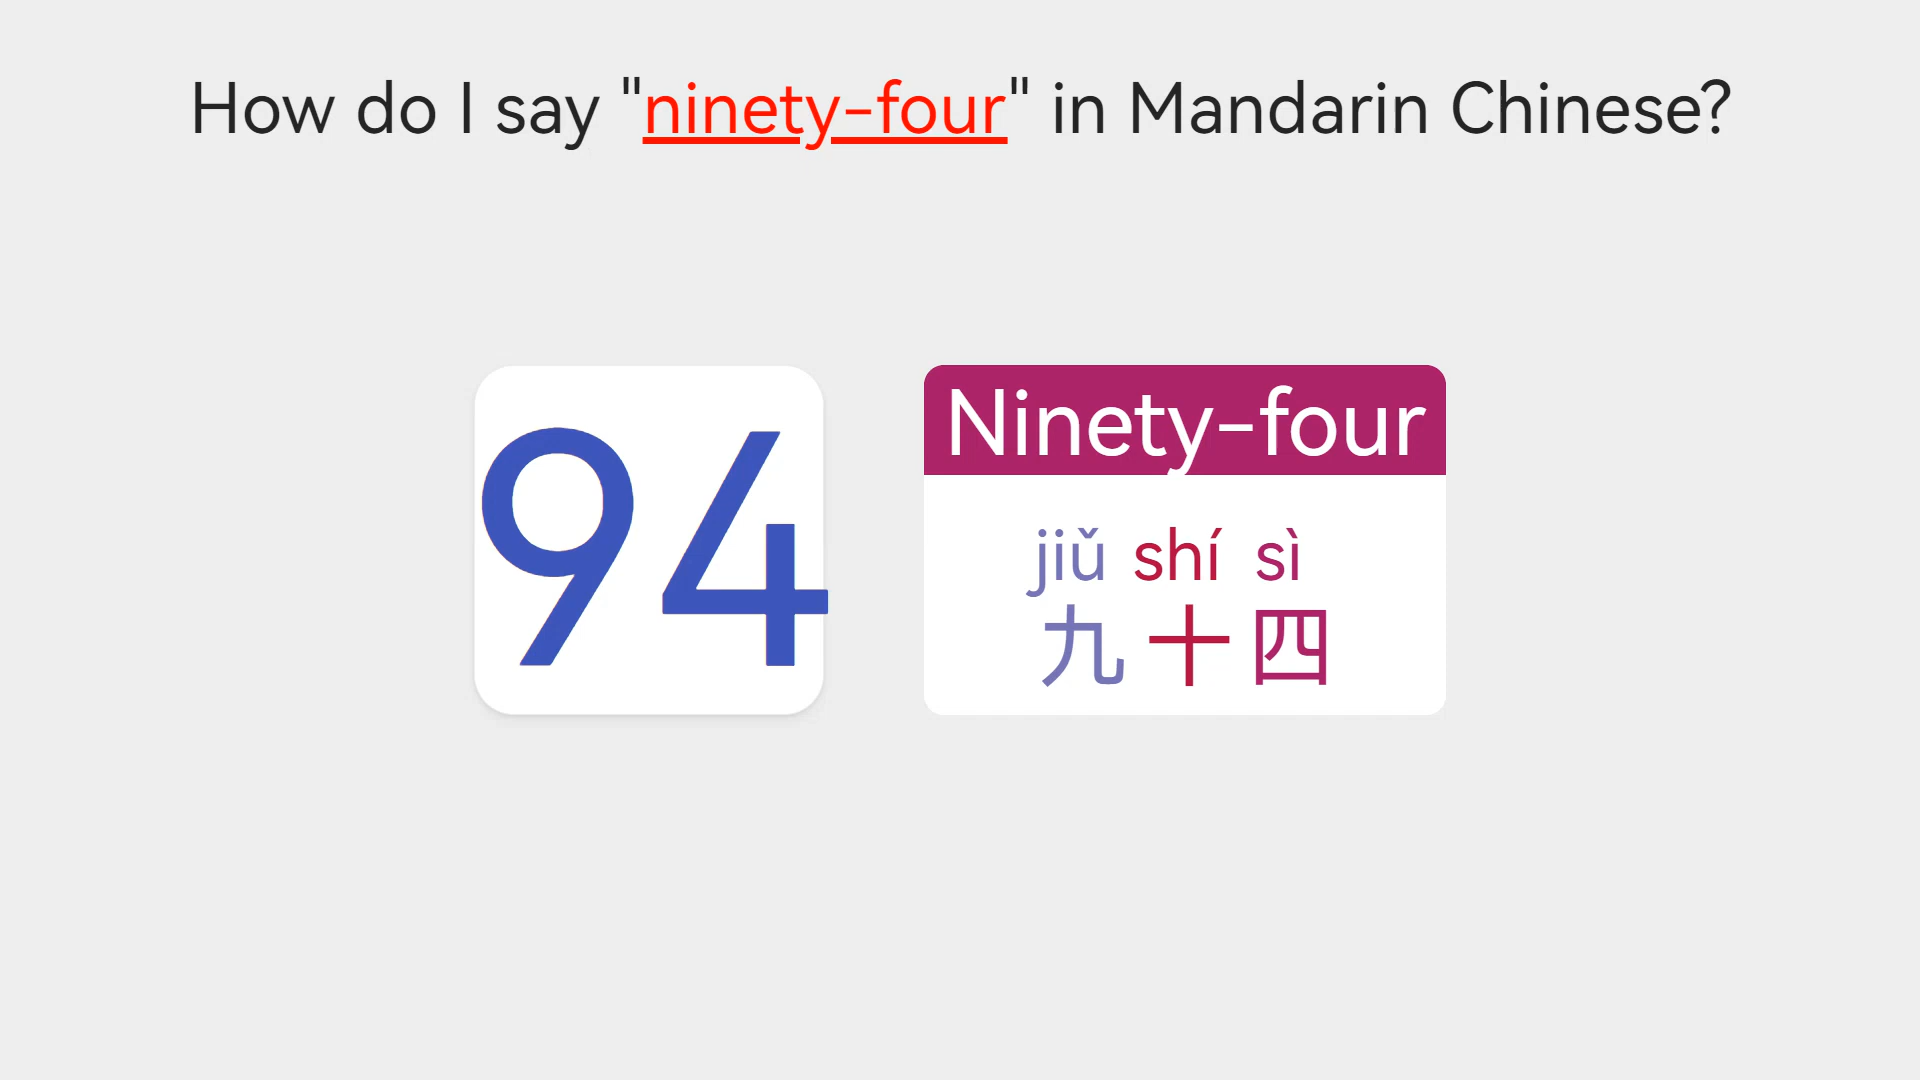 How do I say "ninety-four" in Mandarin Chinese?
94
Ninety-four
jiǔ shí sì
九十四